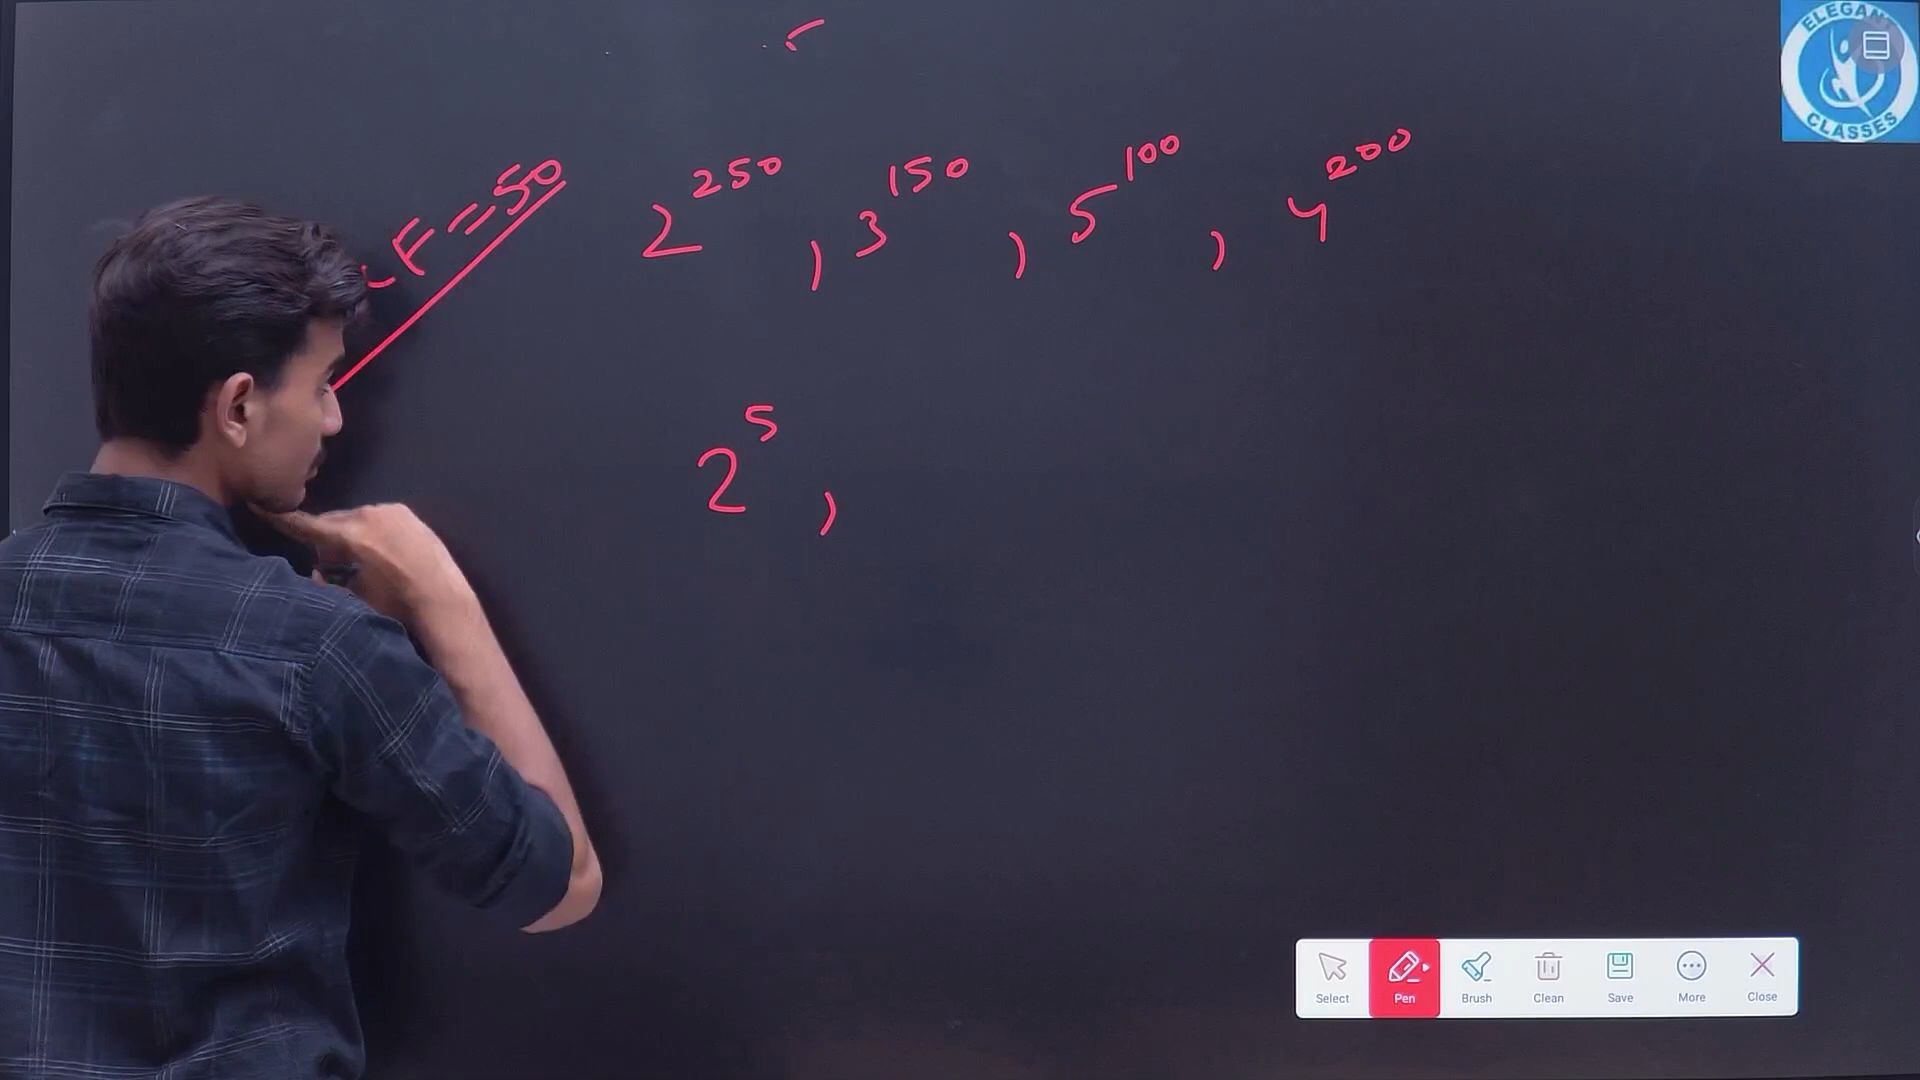 F=50
2^250 , 3^150 , 5^100 , 4^200
2^5 ,
ELEGANT
CLASSES
Select Pen Brush Clean Save More Close